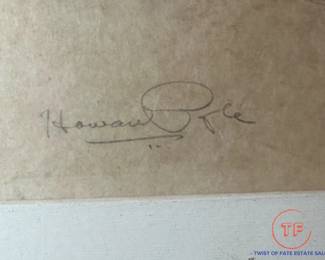 Howard Pyle
TF
- TWIST OF FATE ESTATE SAL